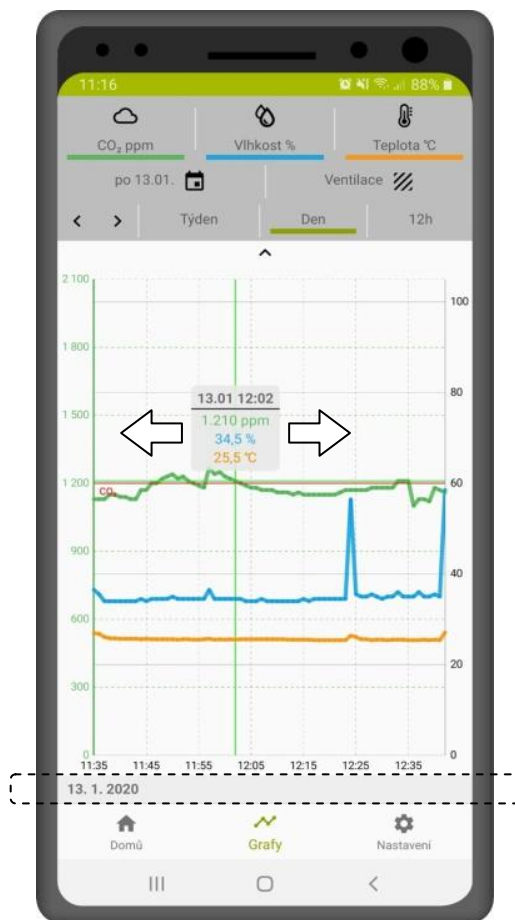 11:16 88%
CO₂ ppm Vlhkost % Teplota °C
po 13.01. Ventilace
Týden Den 12h
2 100
100
1 800
80
13.01 12:02
1 500
1.210 ppm
34,5 %
25,5 °C
1 200 60
CO₂
900
40
600
20
300
0 0
11:35 11:45 11:55 12:05 12:15 12:25 12:35
13. 1. 2020
Domů Grafy Nastavení